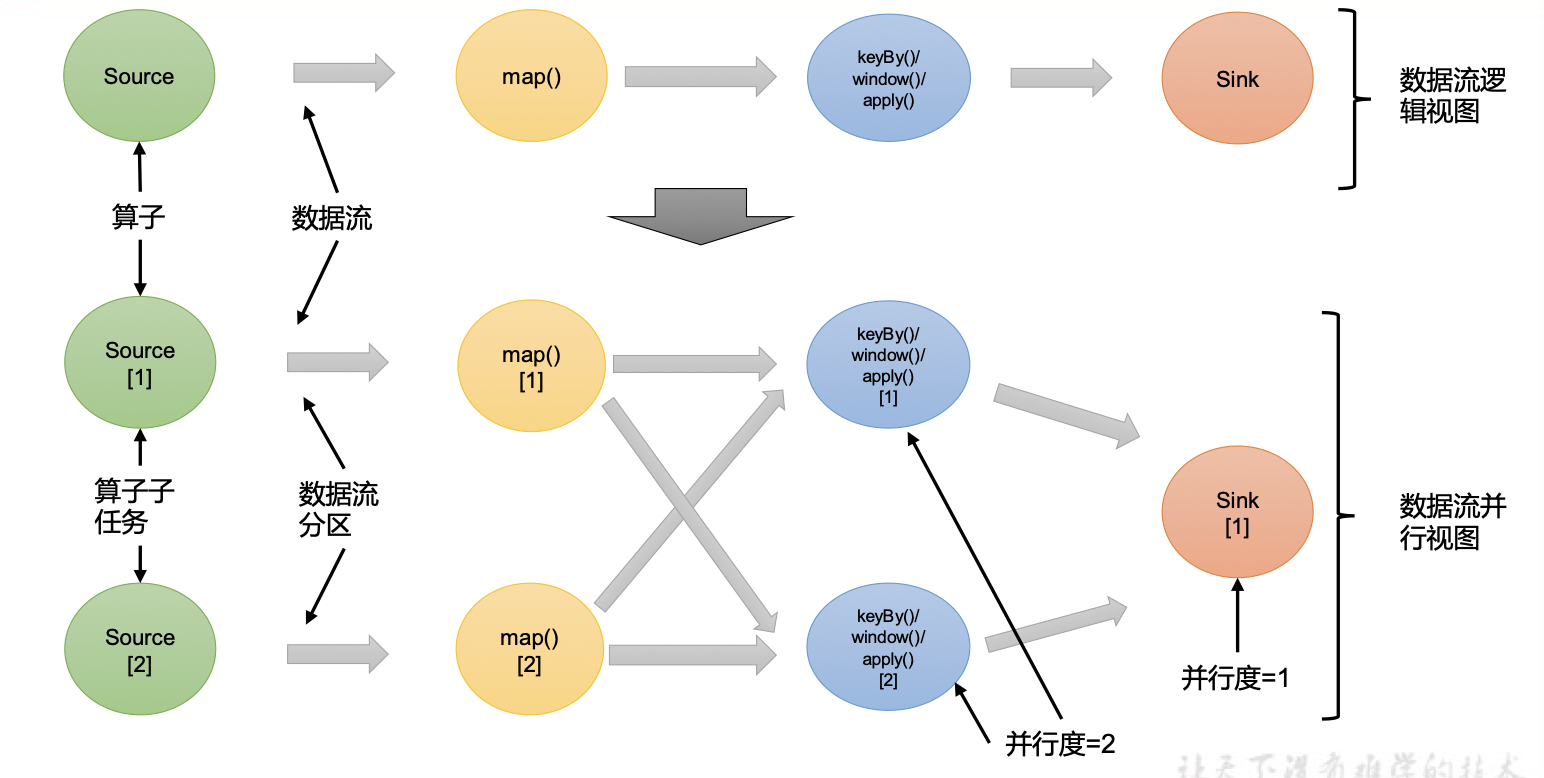 Source
map()
keyBy()/
window()/
apply()
Sink
数据流逻
辑视图
算子
数据流
Source
[1]
map()
[1]
keyBy()/
window()/
apply()
[1]
算子子
任务
数据流
分区
Sink
[1]
数据流并
行视图
Source
[2]
map()
[2]
keyBy()/
window()/
apply()
[2]
并行度=1
并行度=2
让天下没有难学的技术